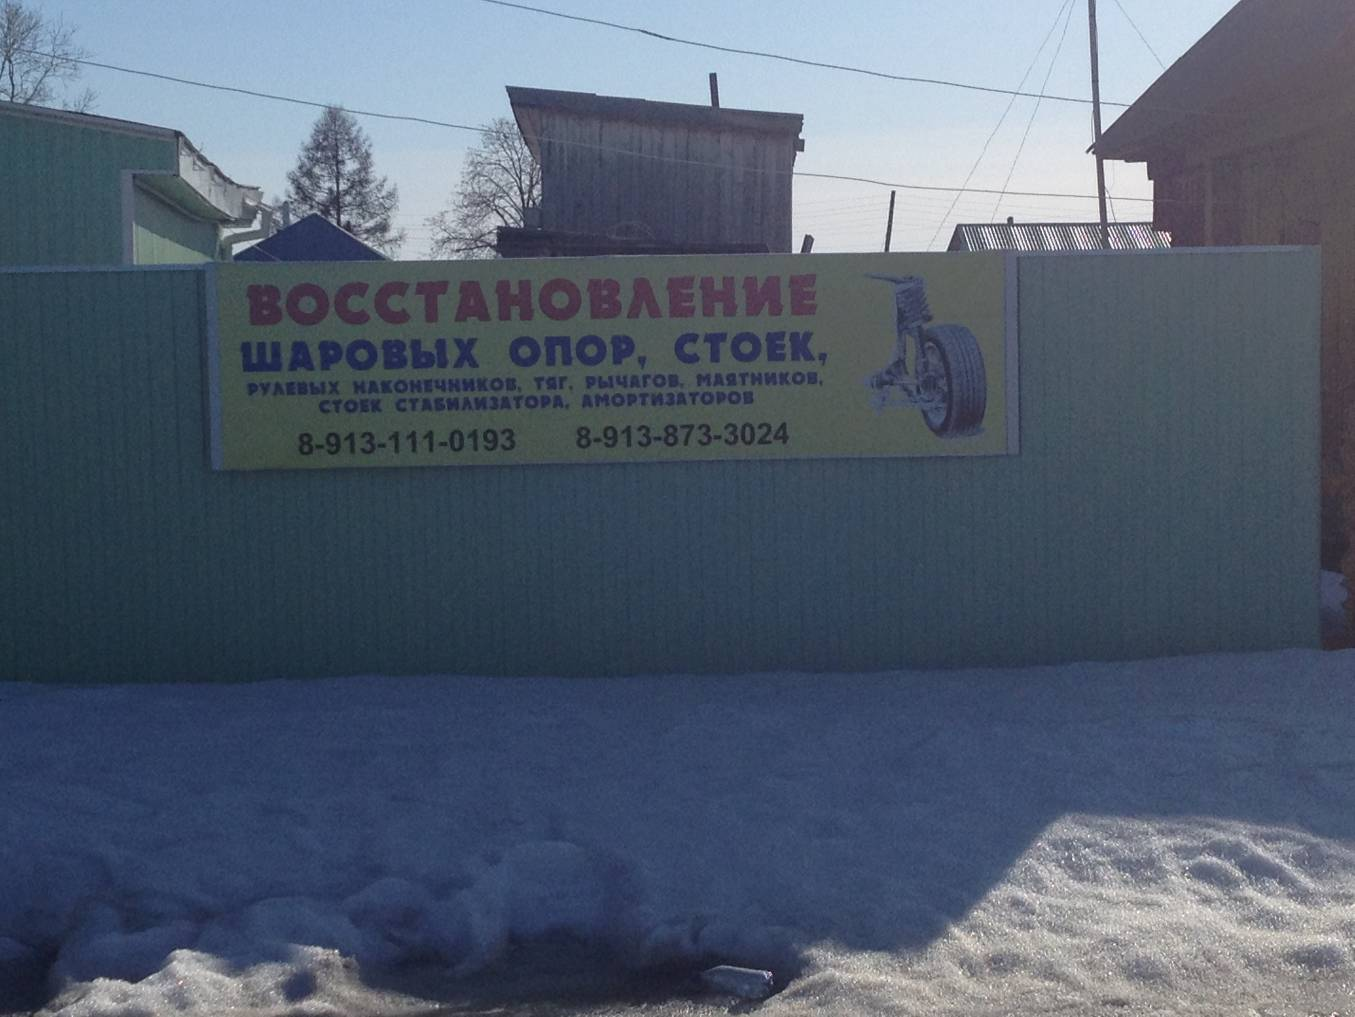 ВОССТАНОВЛЕНИЕ
ШАРОВЫХ ОПОР, СТОЕК,
РУЛЕВЫХ НАКОНЕЧНИКОВ, ТЯГ, РЫЧАГОВ, МАЯТНИКОВ,
СТОЕК СТАБИЛИЗАТОРА, АМОРТИЗАТОРОВ
8-913-111-0193 8-913-873-3024